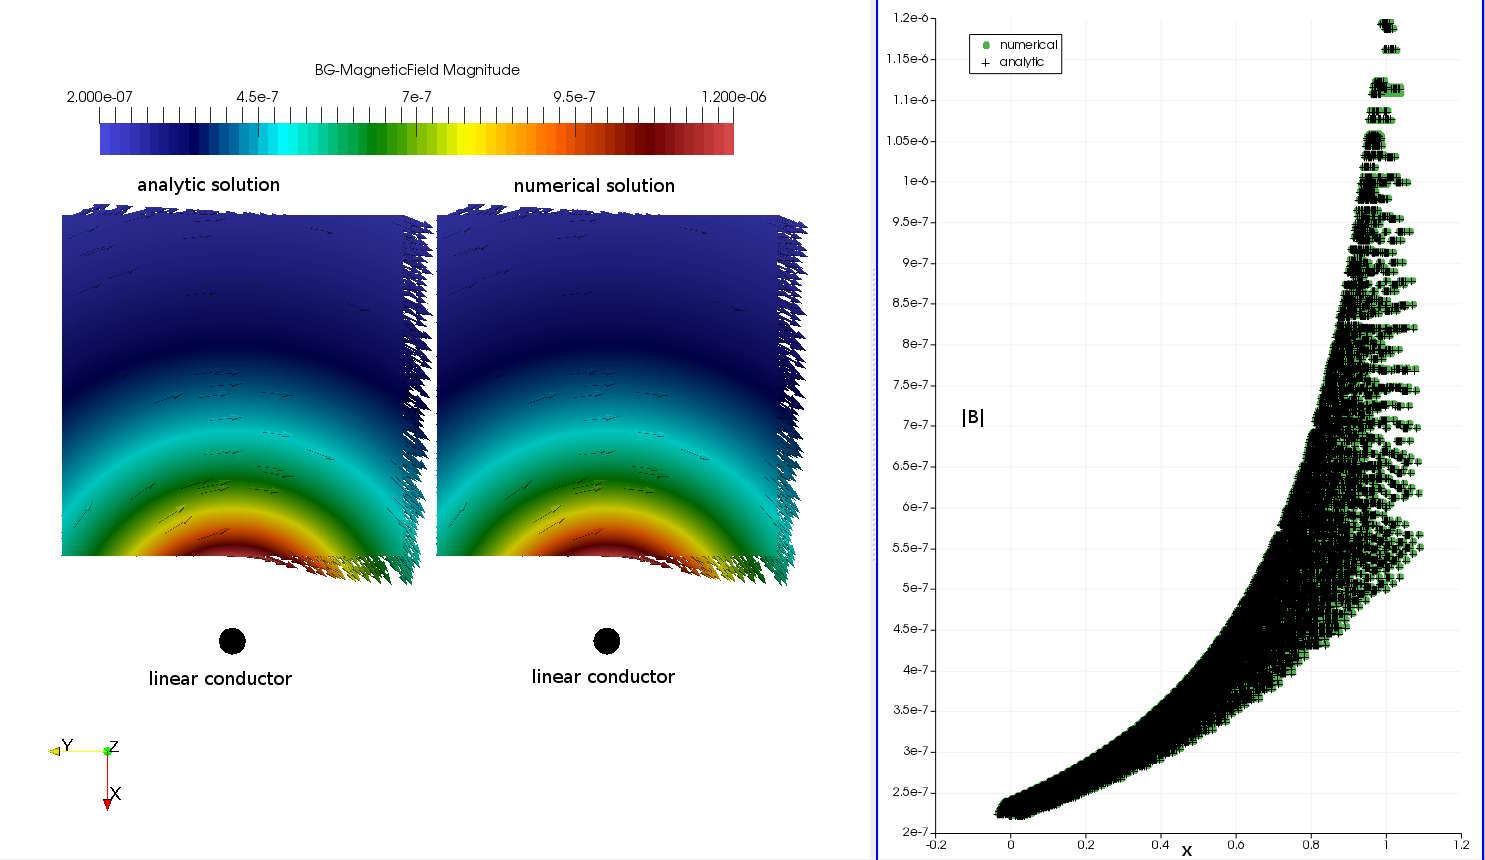 BG-MagneticField Magnitude
2.000e-07 4.5e-7 7e-7 9.5e-7 1.200e-06
analytic solution numerical solution
linear conductor linear conductor
Y Z
X
numerical
analytic
1.2e-6
1.15e-6
1.1e-6
1.05e-6
1e-6
9.5e-7
9e-7
8.5e-7
8e-7
7.5e-7
|B|
7e-7
6.5e-7
6e-7
5.5e-7
5e-7
4.5e-7
4e-7
3.5e-7
3e-7
2.5e-7
2e-7
-0.2 0 0.2 0.4 0.6 0.8 1 1.2
X